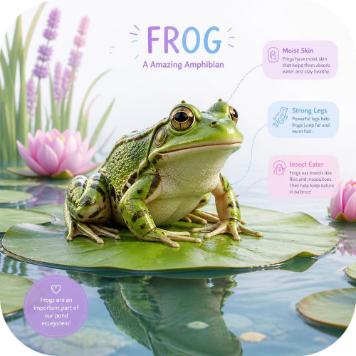 FROG
A Amazing Amphibian
Moist Skin
Frogs have moist skin
that helps them absorb
water and stay healthy.
Strong Legs
Powerful legs help
frogs jump far and
swim fast.
Insect Eater
Frogs eat insects like
flies and mosquitoes.
They help keep nature
in balance!
Frogs are an
important part of
our pond
ecosystem!